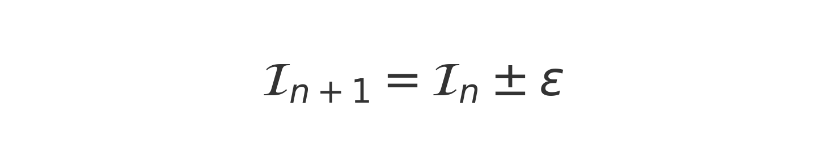 ℐₙ₊₁ = ℐₙ ± ε